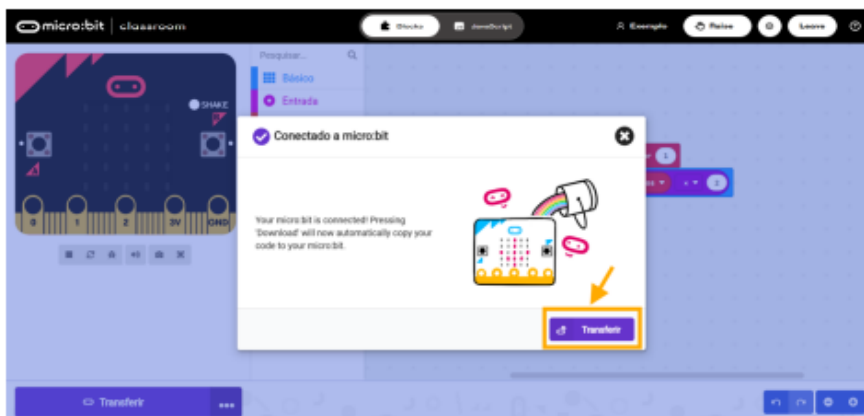 micro:bit | classroom
Blocks
JavaScript
Exemplo
Raise
Leave
Pesquisar...
Básico
Entrada
SHAKE
0 1 2 3V GND
Conectado a micro:bit
Your micro:bit is connected! Pressing
'Download' will now automatically copy your
code to your micro:bit.
Transferir
Transferir